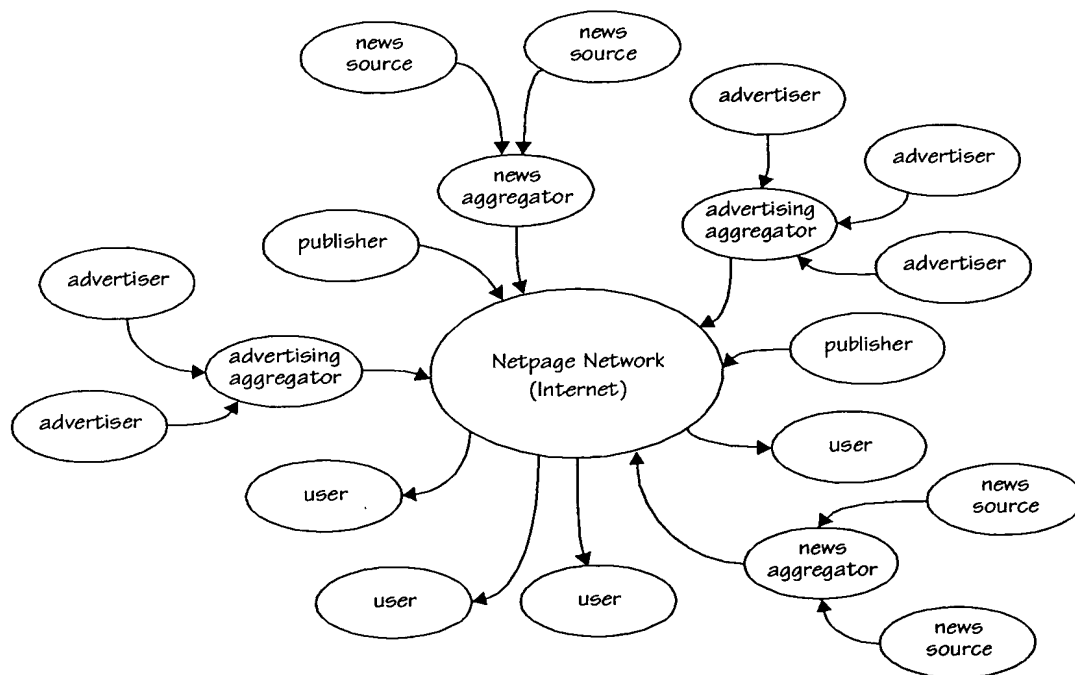 news
source
news
source
advertiser
advertiser
news
aggregator
advertising
aggregator
publisher
advertiser
advertiser
publisher
Netpage Network
(Internet)
advertising
aggregator
advertiser
user
user
news
source
news
aggregator
user
user
news
source